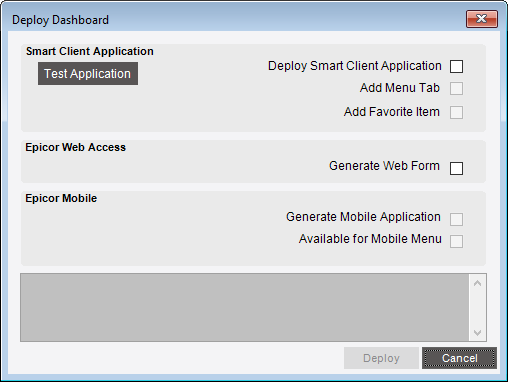 Deploy Dashboard
Smart Client Application
Test Application
Deploy Smart Client Application
Add Menu Tab
Add Favorite Item
Epicor Web Access
Generate Web Form
Epicor Mobile
Generate Mobile Application
Available for Mobile Menu
Deploy
Cancel